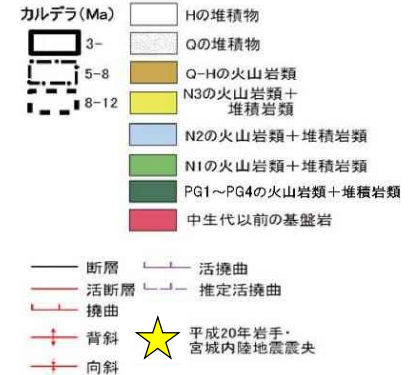 カルデラ(Ma)
3-
5-8
8-12
Hの堆積物
Qの堆積物
Q-Hの火山岩類
N3の火山岩類＋
堆積岩類
N2の火山岩類＋堆積岩類
N1の火山岩類＋堆積岩類
PG1～PG4の火山岩類＋堆積岩類
中生代以前の基盤岩
断層
活断層
撓曲
背斜
向斜
活撓曲
推定活撓曲
平成20年岩手・
宮城内陸地震震央